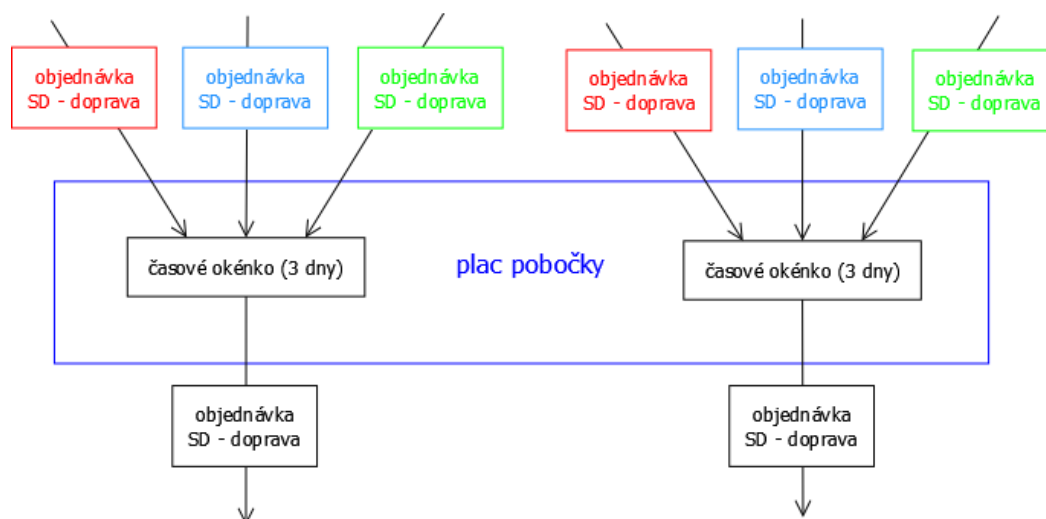 objednávka
SD - doprava
objednávka
SD - doprava
objednávka
SD - doprava
objednávka
SD - doprava
objednávka
SD - doprava
objednávka
SD - doprava
časové okénko (3 dny)
plac pobočky
časové okénko (3 dny)
objednávka
SD - doprava
objednávka
SD - doprava